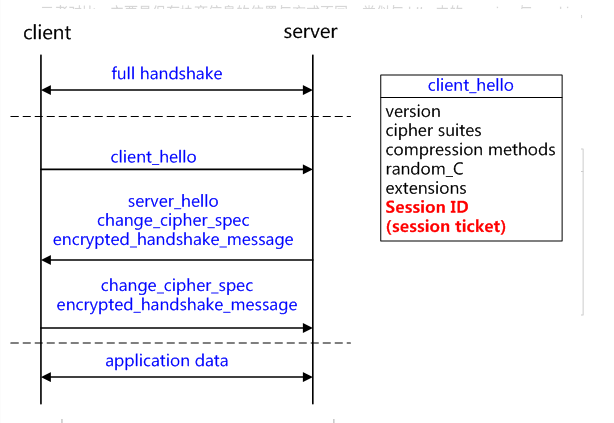 client
server
full handshake
client_hello
server_hello
change_cipher_spec
encrypted_handshake_message
change_cipher_spec
encrypted_handshake_message
application data
client_hello
version
cipher suites
compression methods
random_C
extensions
Session ID
(session ticket)